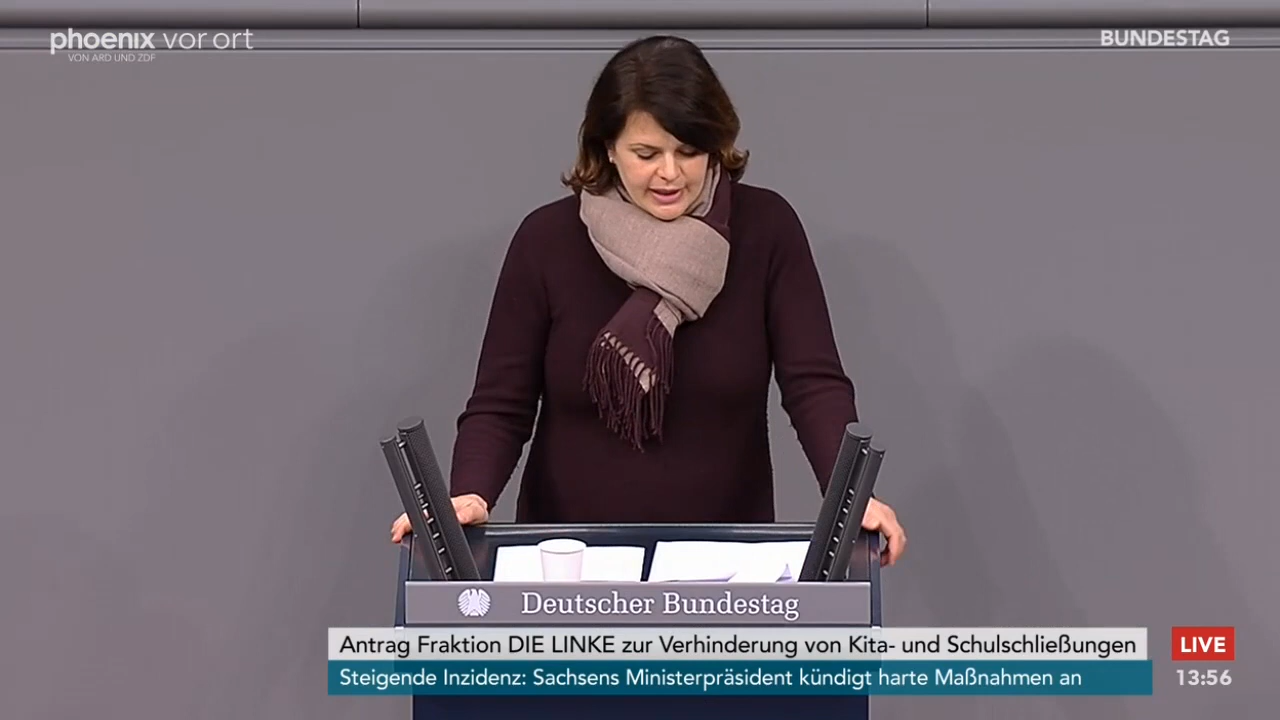 phoenix vor ort
VON ARD UND ZDF
BUNDESTAG
Deutscher Bundestag
Antrag Fraktion DIE LINKE zur Verhinderung von Kita- und Schulschließungen
LIVE
Steigende Inzidenz: Sachsens Ministerpräsident kündigt harte Maßnahmen an
13:56